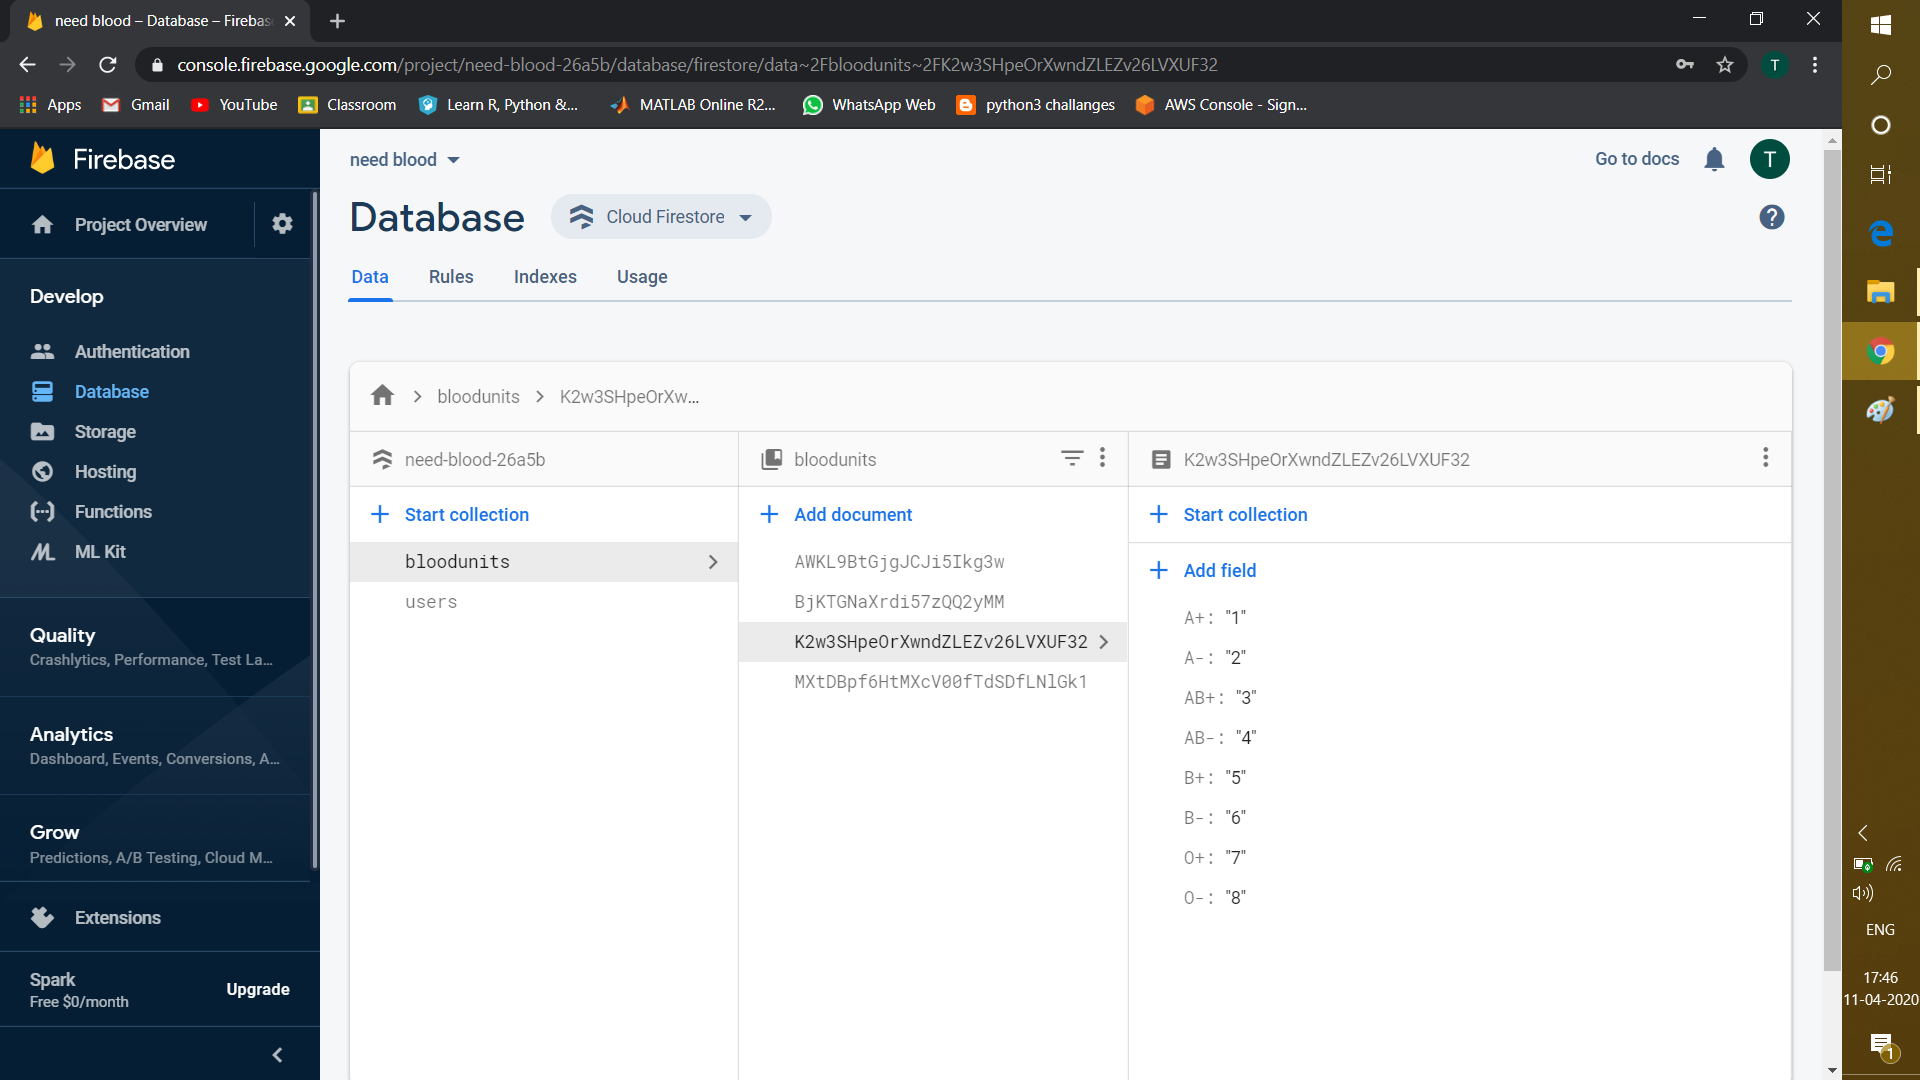 need blood – Database – Firebas
console.firebase.google.com/project/need-blood-26a5b/database/firestore/data~2Fbloodunits~2FK2w3SHpeOrXwndZLEZv26LVXUF32
T
Apps
Gmail
YouTube
Classroom
Learn R, Python &...
MATLAB Online R2...
WhatsApp Web
python3 challanges
AWS Console - Sign...
Firebase
Project Overview
Develop
Authentication
Database
Storage
Hosting
Functions
ML Kit
Quality
Crashlytics, Performance, Test La...
Analytics
Dashboard, Events, Conversions, A...
Grow
Predictions, A/B Testing, Cloud M...
Extensions
Spark
Free $0/month
Upgrade
need blood
Go to docs
T
Database
Cloud Firestore
Data
Rules
Indexes
Usage
bloodunits
K2w3SHpeOrXw...
need-blood-26a5b
Start collection
bloodunits
users
bloodunits
Add document
AWKL9BtGjgJCJi5Ikg3w
BjKTGNaXrdi57zQQ2yMM
K2w3SHpeOrXwndZLEZv26LVXUF32
MXtDBpf6HtMXcV00fTdSDfLNlGk1
K2w3SHpeOrXwndZLEZv26LVXUF32
Start collection
Add field
A+: "1"
A-: "2"
AB+: "3"
AB-: "4"
B+: "5"
B-: "6"
O+: "7"
O-: "8"
ENG
17:46
11-04-2020
1